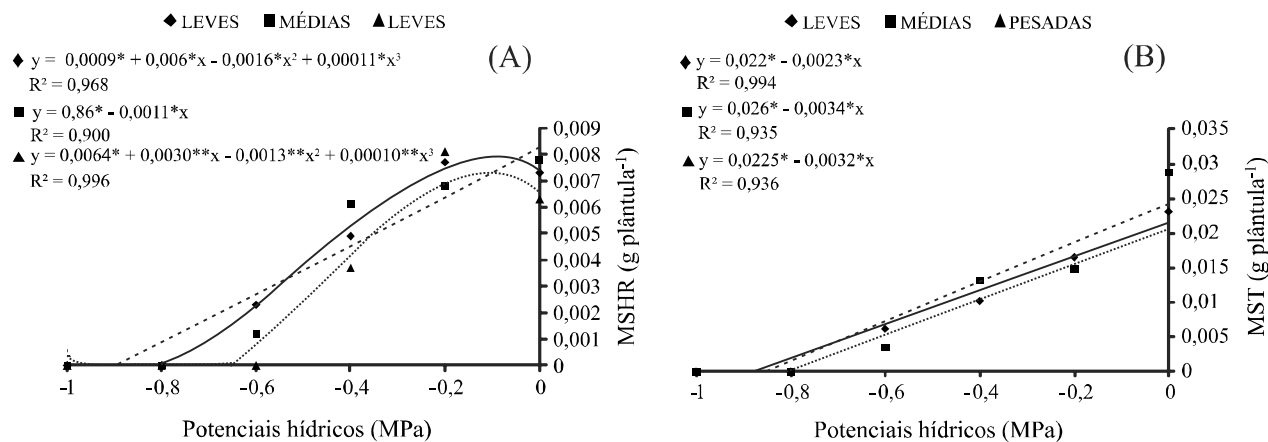 ◆ LEVES ■ MÉDIAS ▲ LEVES
(A)
◆ y = 0,0009* + 0,006*x - 0,0016*x² + 0,00011*x³
R² = 0,968
■ y = 0,86* - 0,0011*x
R² = 0,900
▲ y = 0,0064* + 0,0030**x - 0,0013**x² + 0,00010**x³
R² = 0,996
0,009
0,008
0,007
0,006
0,005
0,004
0,003
0,002
0,001
0
MSHR (g plântula⁻¹)
-1 -0,8 -0,6 -0,4 -0,2 0
Potenciais hídricos (MPa)
◆ LEVES ■ MÉDIAS ▲ PESADAS
(B)
◆ y = 0,022* - 0,0023*x
R² = 0,994
■ y = 0,026* - 0,0034*x
R² = 0,935
▲ y = 0,0225* - 0,0032*x
R² = 0,936
0,035
0,03
0,025
0,02
0,015
0,01
0,005
0
MST (g plântula⁻¹)
-1 -0,8 -0,6 -0,4 -0,2 0
Potenciais hídricos (MPa)